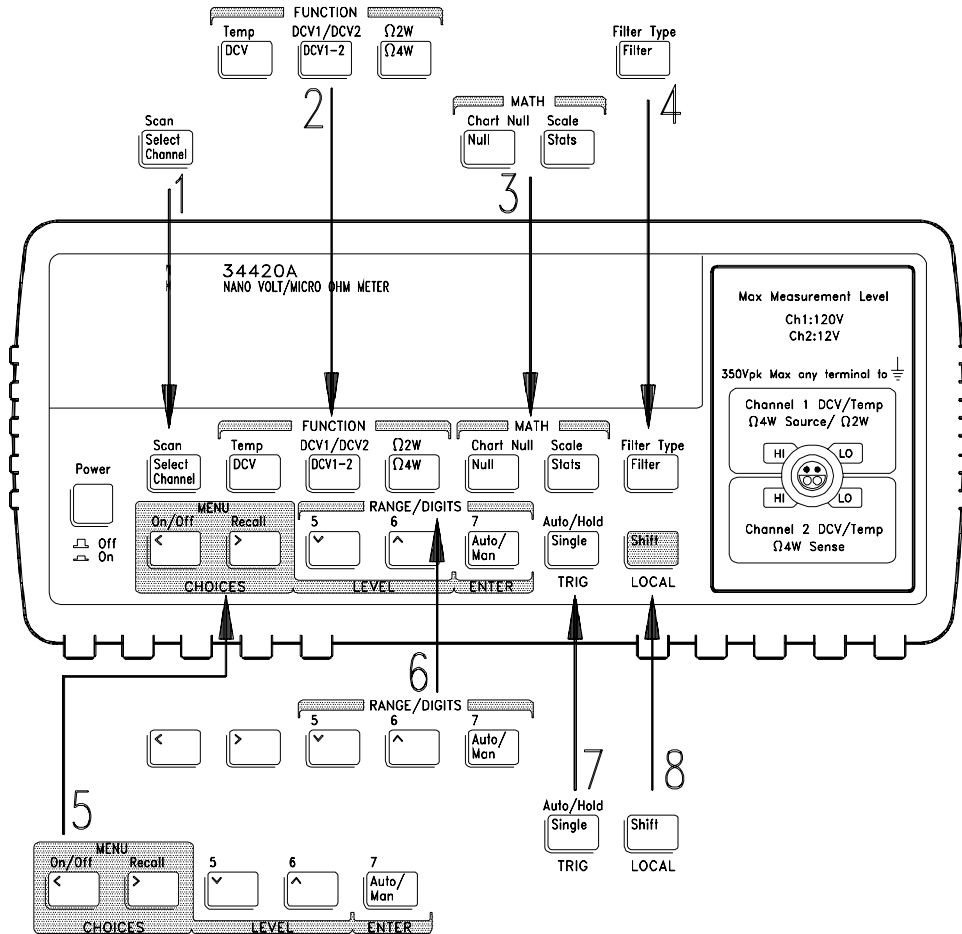 FUNCTION
Temp DCV1/DCV2 Ω2W
DCV DCV1-2 Ω4W
Filter Type
Filter
2
4
MATH
Chart Null Scale
Null Stats
Scan
Select
Channel
1
3
34420A
NANO VOLT/MICRO OHM METER
Max Measurement Level
Ch1:120V
Ch2:12V
350Vpk Max any terminal to
Channel 1 DCV/Temp
Ω4W Source/ Ω2W
HI LO
HI LO
Channel 2 DCV/Temp
Ω4W Sense
FUNCTION MATH
Scan Temp DCV1/DCV2 Ω2W Chart Null Scale Filter Type
Select
Channel DCV DCV1-2 Ω4W Null Stats Filter
Power
Off
On
MENU RANGE/DIGITS
On/Off Recall 5 6 7 Auto/Hold
< > ˅ ^ Auto/
Man Single Shift
CHOICES LEVEL ENTER TRIG LOCAL
6
RANGE/DIGITS
5 6 7
< > ˅ ^ Auto/
Man
7
8
5
Auto/Hold
Single Shift
TRIG LOCAL
MENU
On/Off Recall 5 6 7
< > ˅ ^ Auto/
Man
CHOICES LEVEL ENTER